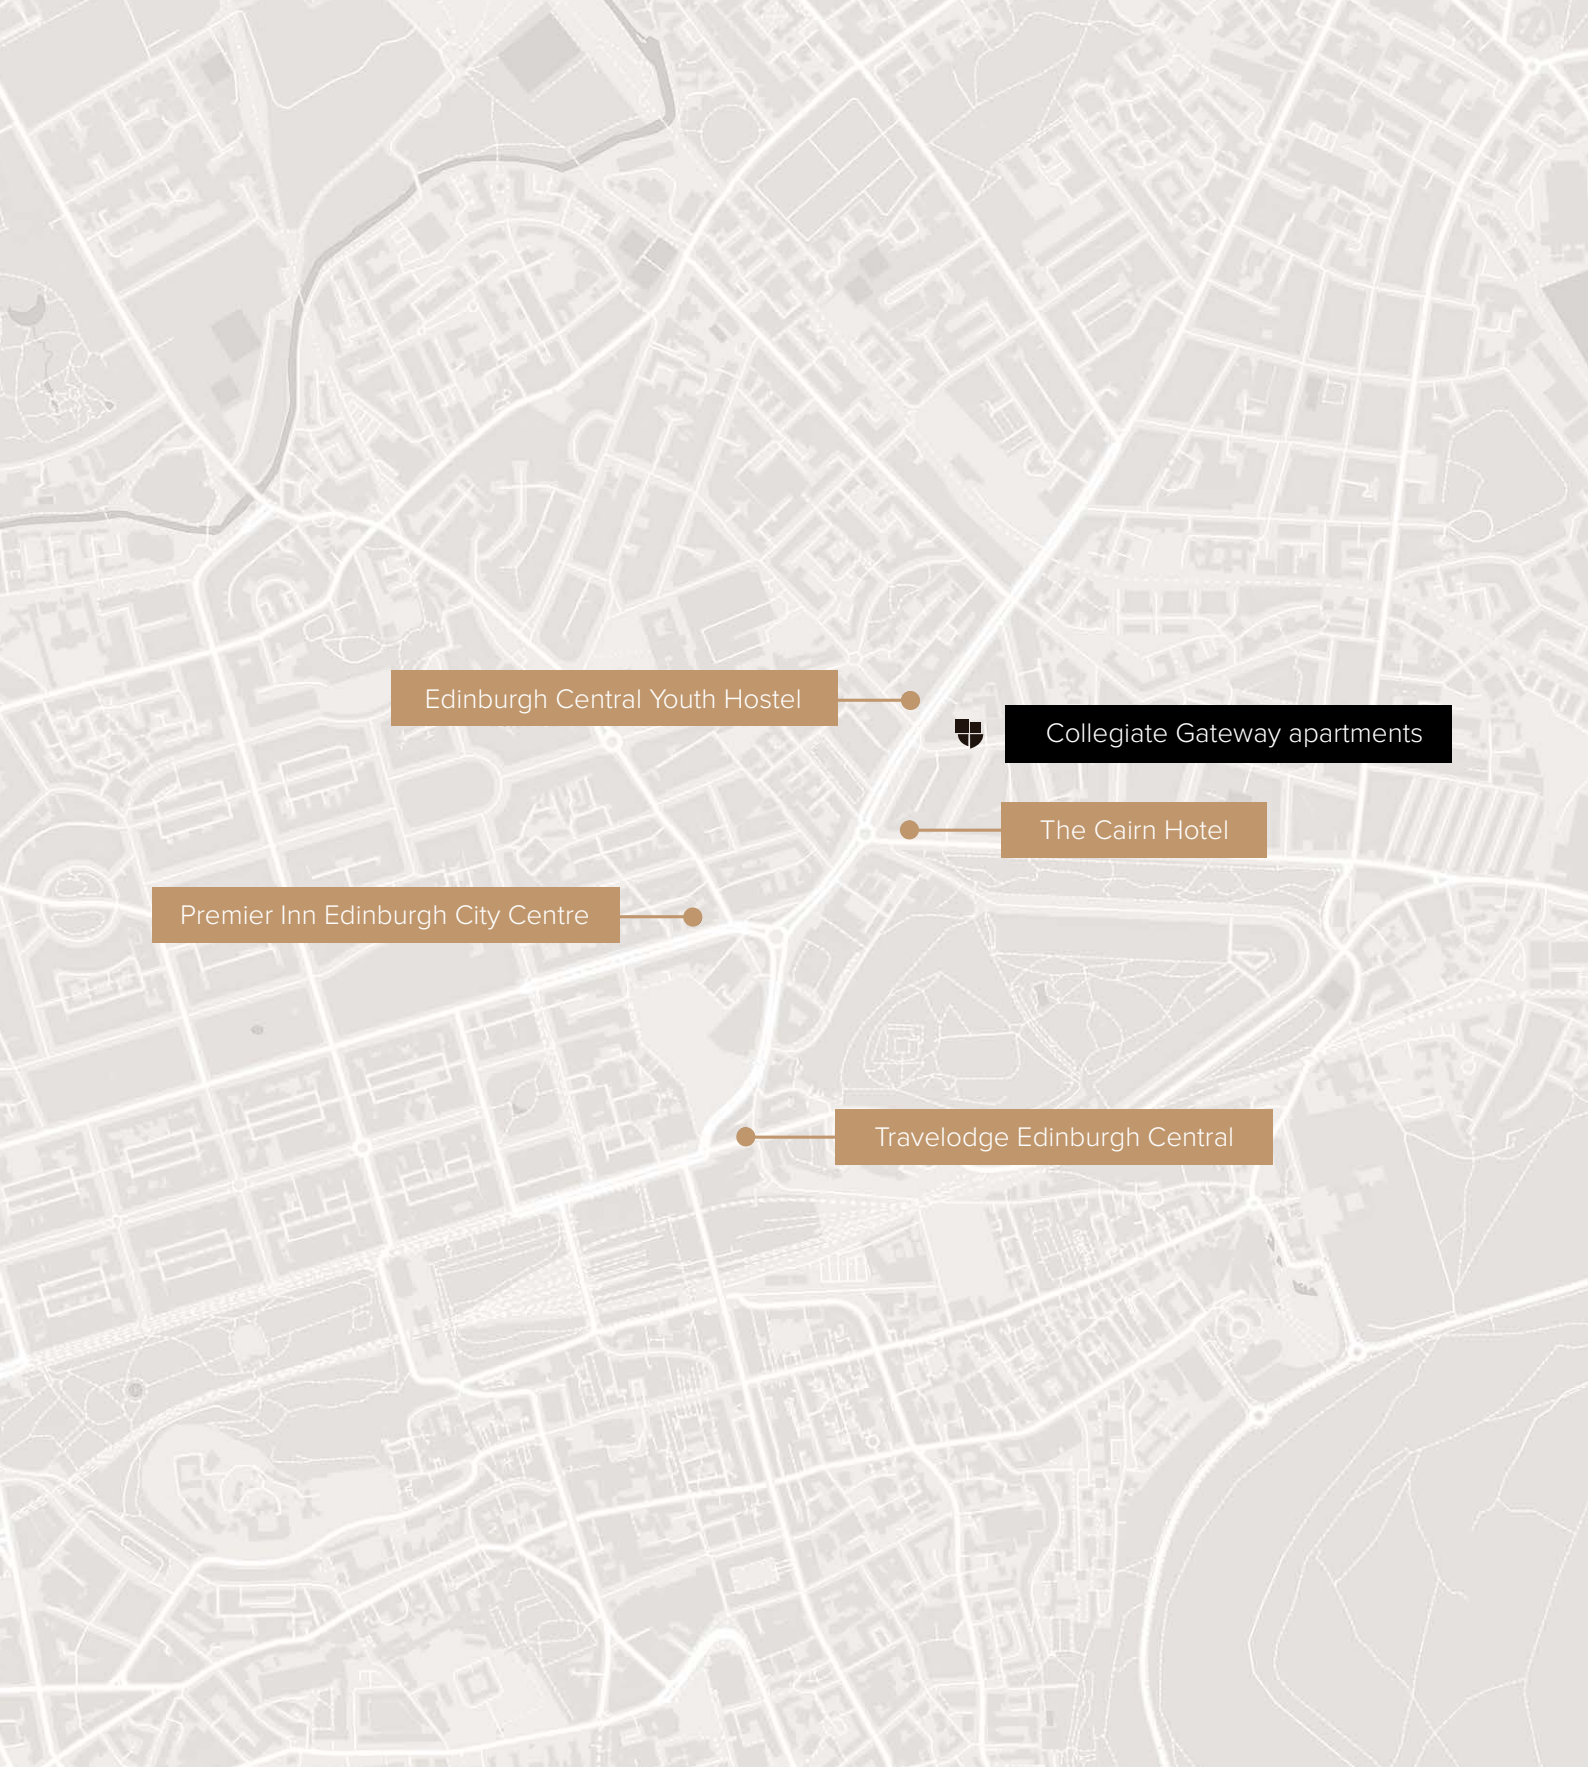 Edinburgh Central Youth Hostel
Collegiate Gateway apartments
The Cairn Hotel
Premier Inn Edinburgh City Centre
Travelodge Edinburgh Central